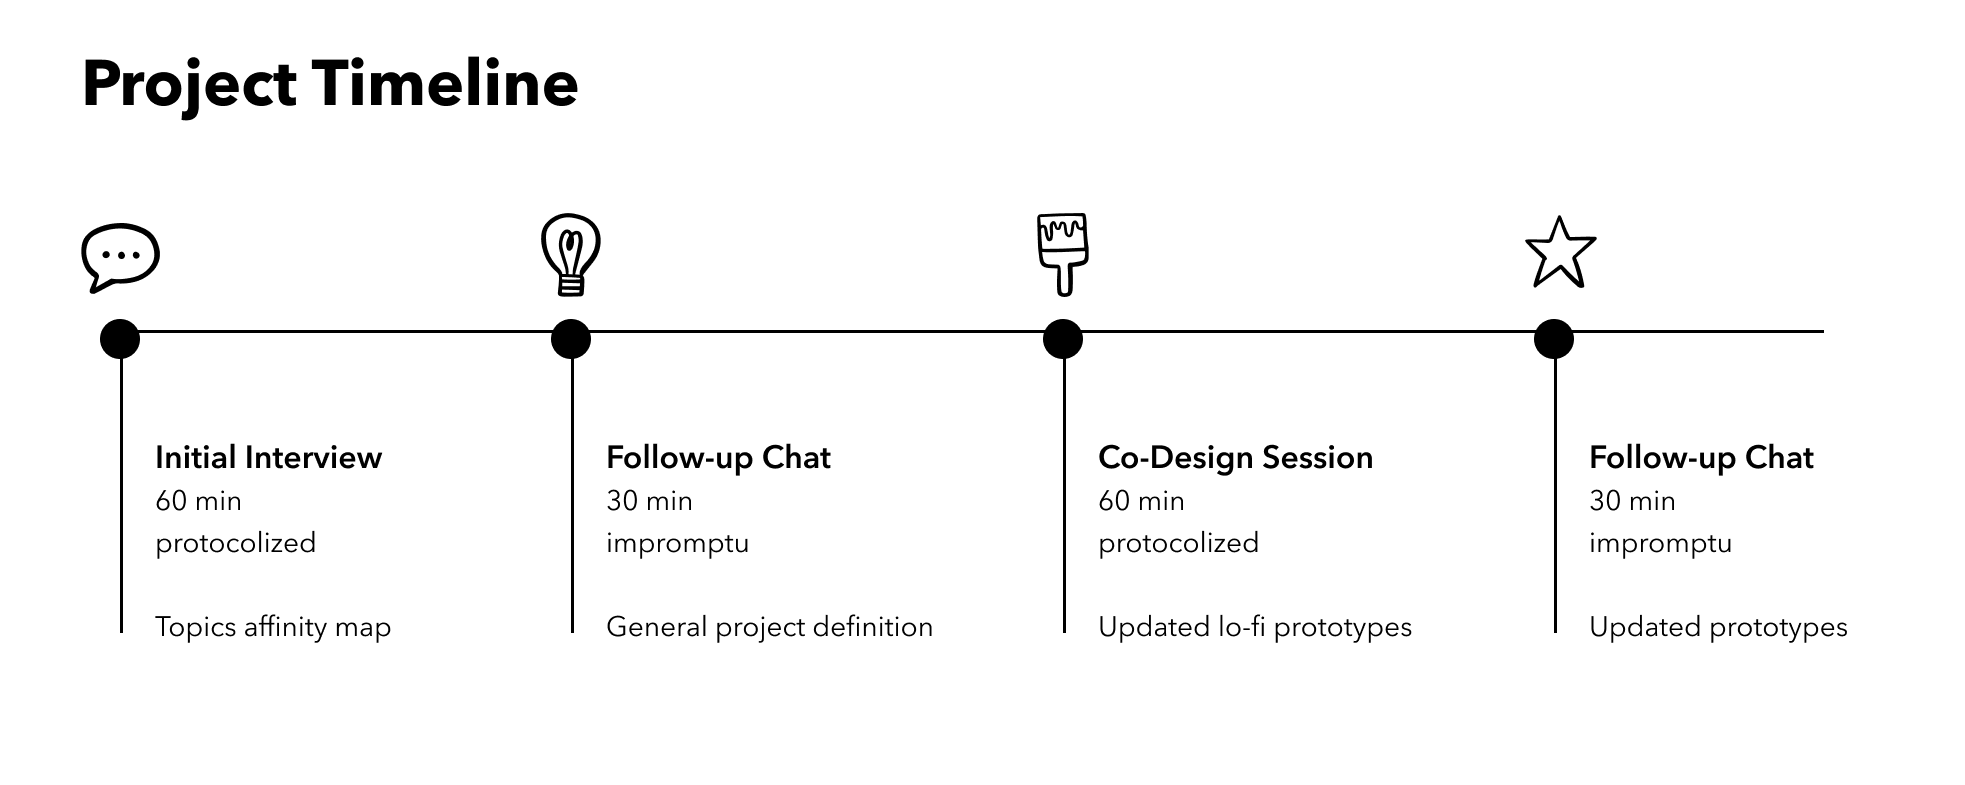 Project Timeline
Initial Interview
60 min
protocolized
Topics affinity map
Follow-up Chat
30 min
impromptu
General project definition
Co-Design Session
60 min
protocolized
Updated lo-fi prototypes
Follow-up Chat
30 min
impromptu
Updated prototypes